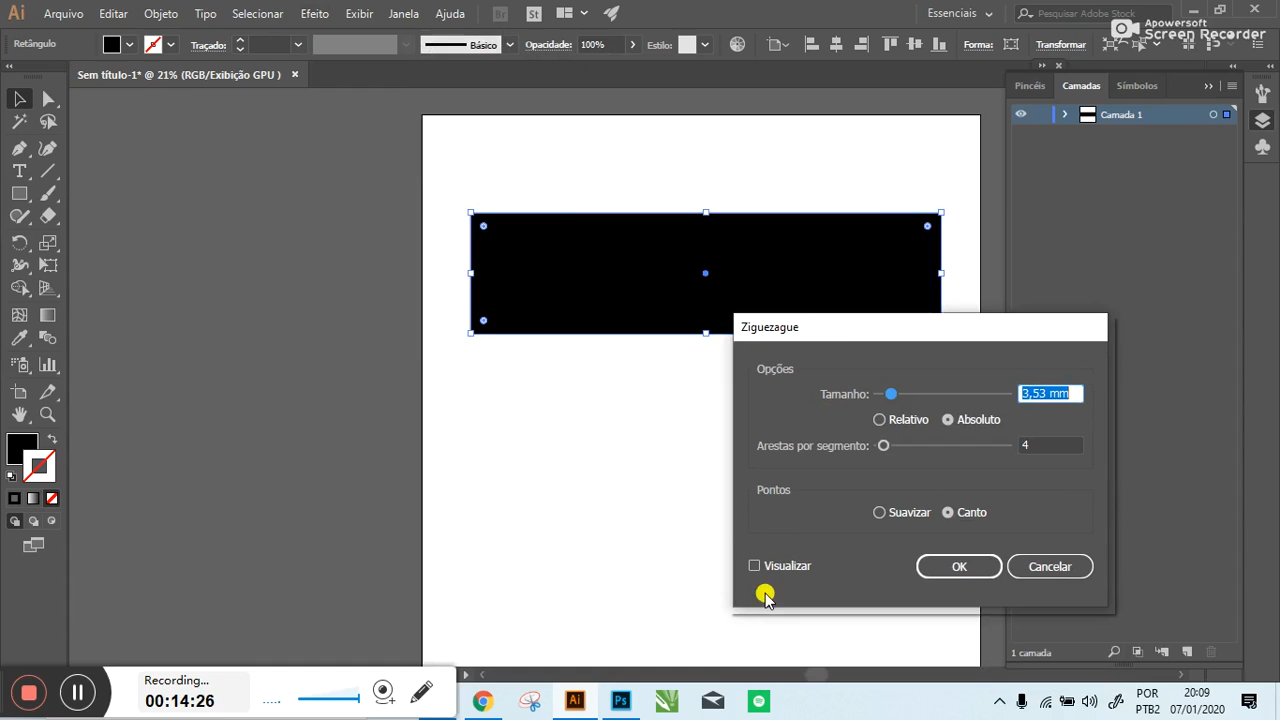 Ai Arquivo Editar Objeto Tipo Selecionar Efeito Exibir Janela Ajuda Br St Essenciais Pesquisar Adobe Stock
Apowersoft
Screen Recorder
Retângulo Traçado: Básico Opacidade: 100% Estilo: Forma: Transformar
Sem título-1* @ 21% (RGB/Exibição GPU )
Pincéis Camadas Símbolos
Camada 1
Ziguezague
Opções
Tamanho: 3,53 mm
Relativo Absoluto
Arestas por segmento: 4
Pontos
Suavizar Canto
Visualizar OK Cancelar
1 camada
Recording...
00:14:26
Ai Ps
POR
PTB2
20:09
07/01/2020